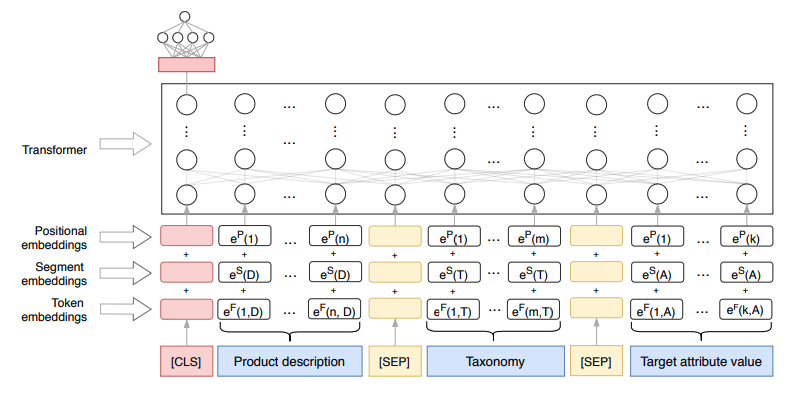 ...
...
...
...
Transformer
...
Positional embeddings
e^P(1)
...
e^P(n)
e^P(1)
...
e^P(m)
e^P(1)
...
e^P(k)
+ + + + + + + +
Segment embeddings
e^S(D)
...
e^S(D)
e^S(T)
...
e^S(T)
e^S(A)
...
e^S(A)
+ + + + + + + +
Token embeddings
e^F(1,D)
...
e^F(n, D)
e^F(1,T)
...
e^F(m,T)
e^F(1,A)
...
e^F(k,A)
[CLS]
Product description
[SEP]
Taxonomy
[SEP]
Target attribute value